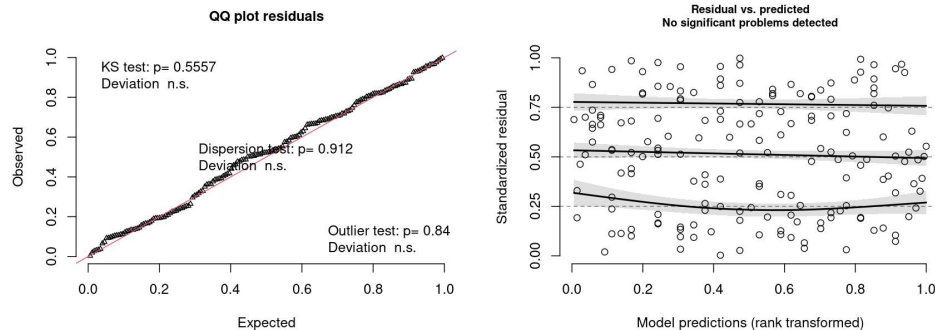 QQ plot residuals
KS test: p= 0.5557
Deviation n.s.
Dispersion test: p= 0.912
Deviation n.s.
Outlier test: p= 0.84
Deviation n.s.
Observed
0.0 0.2 0.4 0.6 0.8 1.0
0.0 0.2 0.4 0.6 0.8 1.0
Expected
Residual vs. predicted
No significant problems detected
Standardized residual
0.00 0.25 0.50 0.75 1.00
0.0 0.2 0.4 0.6 0.8 1.0
Model predictions (rank transformed)